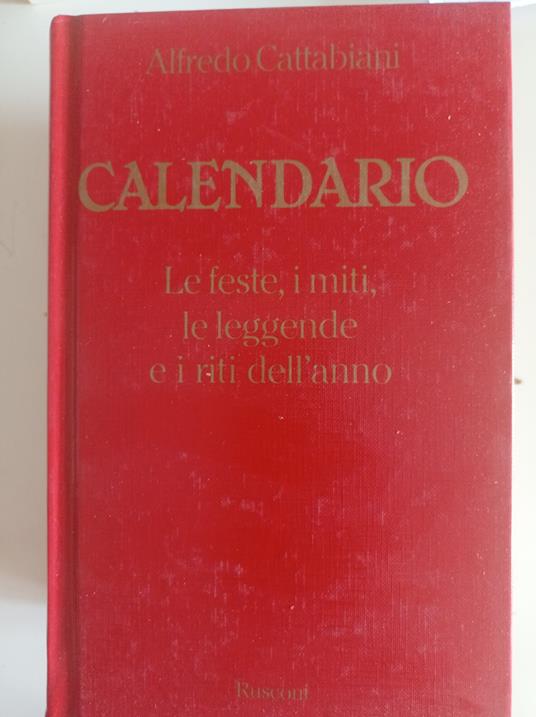 Alfredo Cattabiani
CALENDARIO
Le feste, i miti,
le leggende
e i riti dell'anno
Rusconi